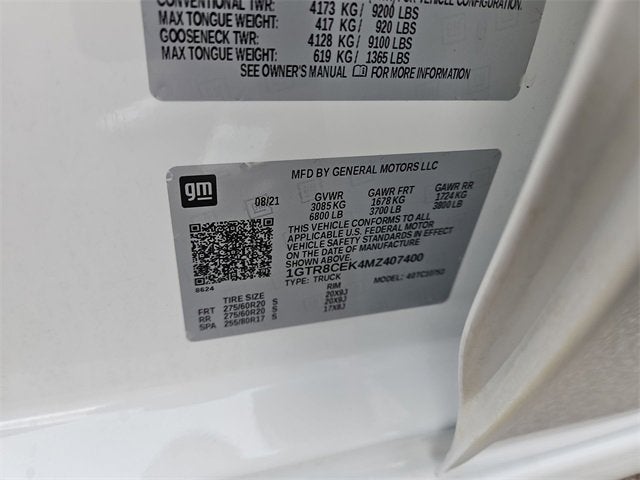 FOR VEHICLE CONFIGURATION.
CONVENTIONAL TWR: 4173 KG/ 9200 LBS
MAX TONGUE WEIGHT: 417 KG/ 920 LBS
GOOSENECK TWR: 4128 KG/ 9100 LBS
MAX TONGUE WEIGHT: 619 KG/ 1365 LBS
SEE OWNER'S MANUAL FOR MORE INFORMATION
gm
MFD BY GENERAL MOTORS LLC
08/21 GVWR GAWR FRT GAWR RR
3085 KG 1678 KG 1724 KG
6800 LB 3700 LB 3800 LB
THIS VEHICLE CONFORMS TO ALL
APPLICABLE U.S. FEDERAL MOTOR
VEHICLE SAFETY STANDARDS IN EFFECT
ON THE DATE OF MANUFACTURE
SHOWN ABOVE.
1GTR8CEK4MZ407400
TYPE: TRUCK MODEL:
8624
TIRE SIZE RIM
FRT 275/60R20 S 20X9J
RR 275/60R20 S 20X9J
SPA 255/80R17 S 17X8J